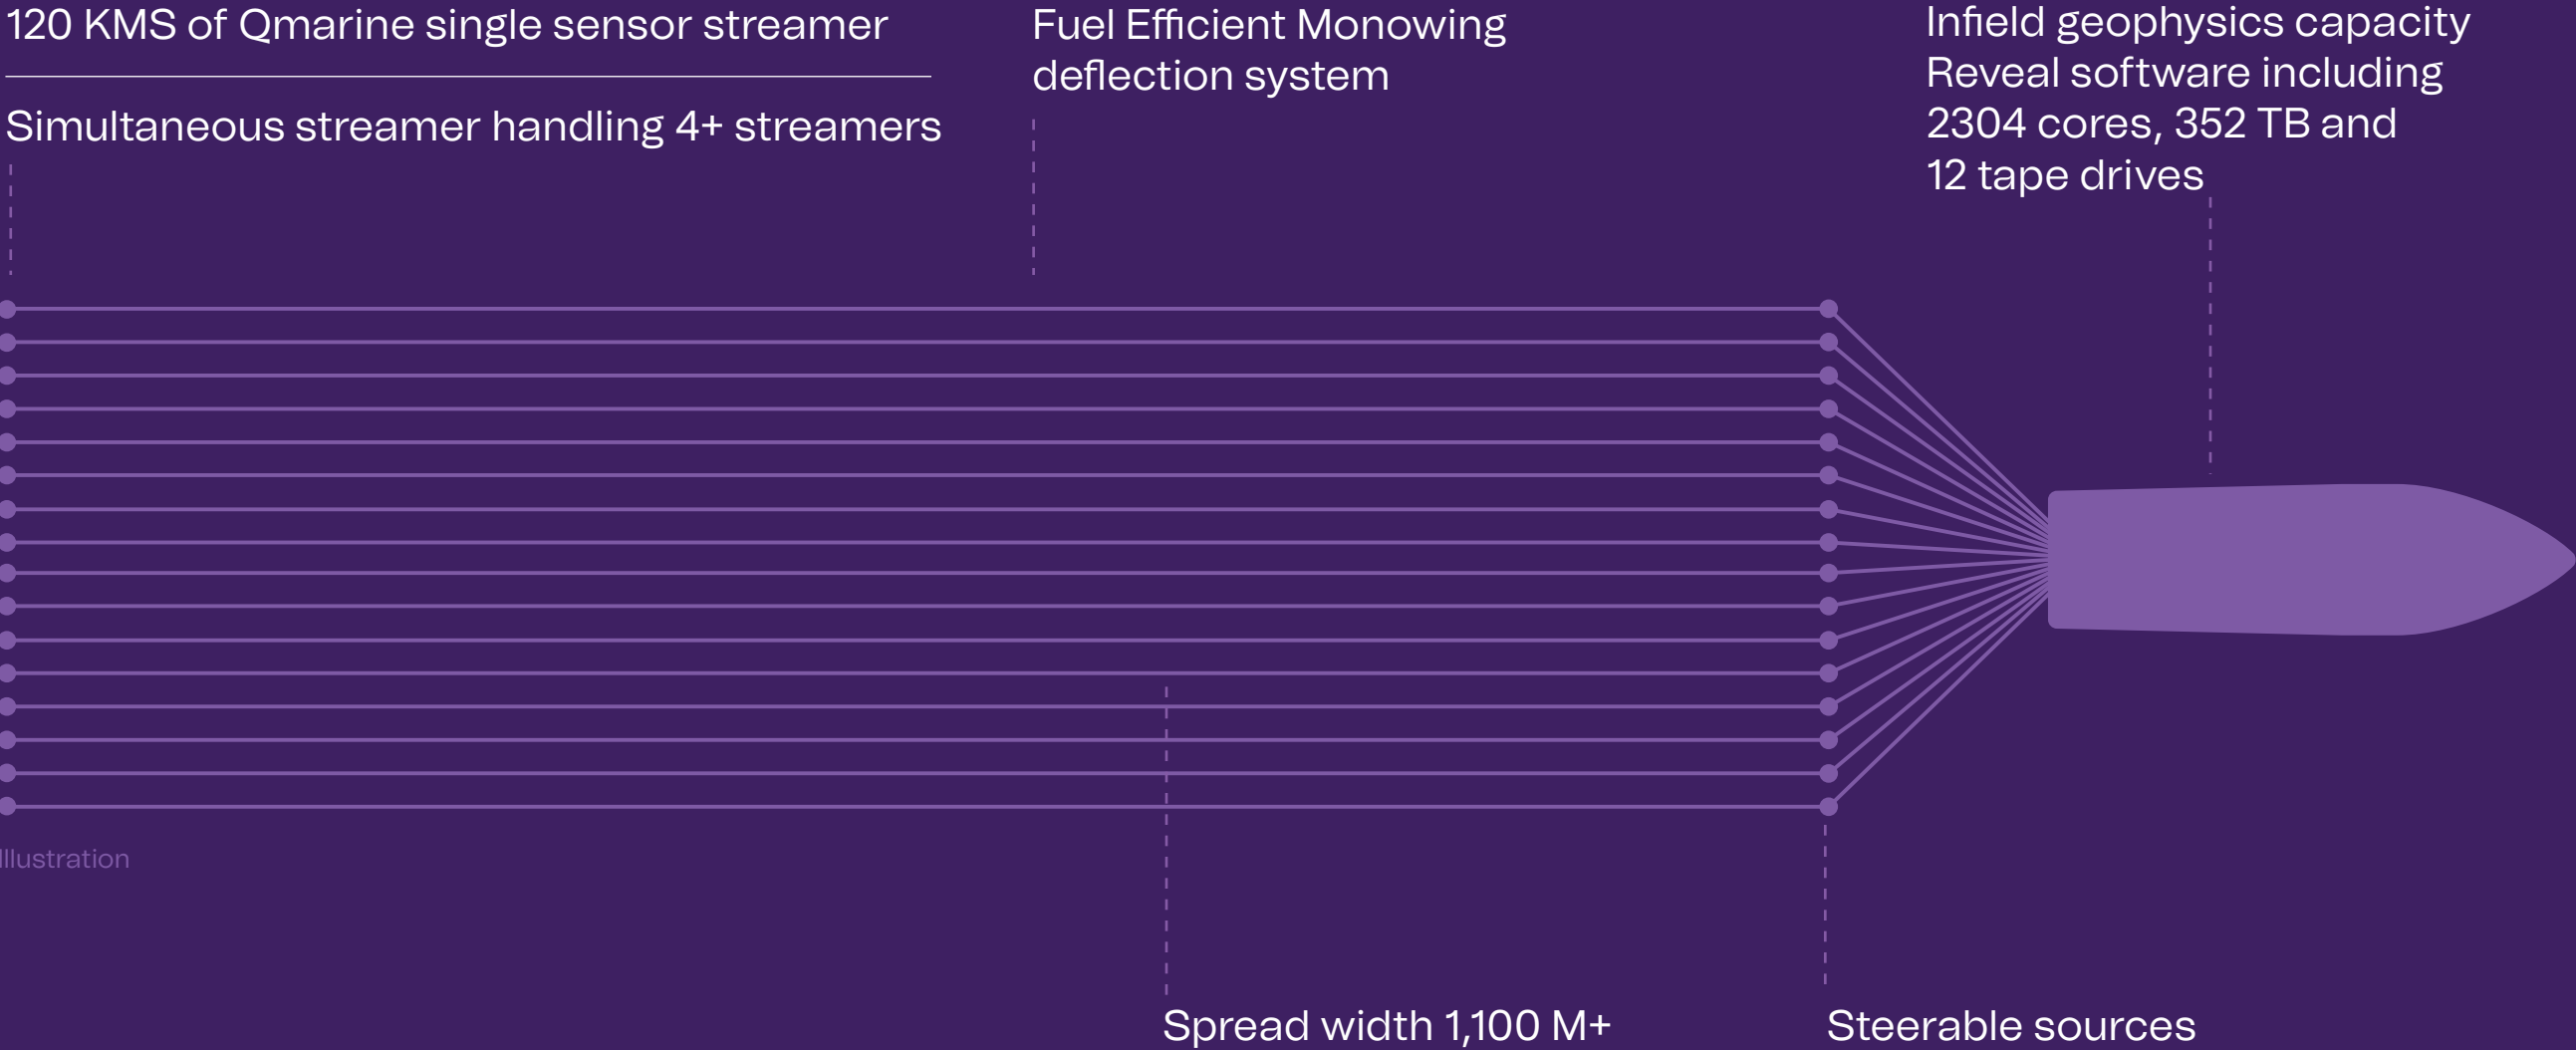 120 KMS of Qmarine single sensor streamer
Simultaneous streamer handling 4+ streamers
Fuel Efficient Monowing
deflection system
Infield geophysics capacity
Reveal software including
2304 cores, 352 TB and
12 tape drives
Illustration
Spread width 1,100 M+
Steerable sources